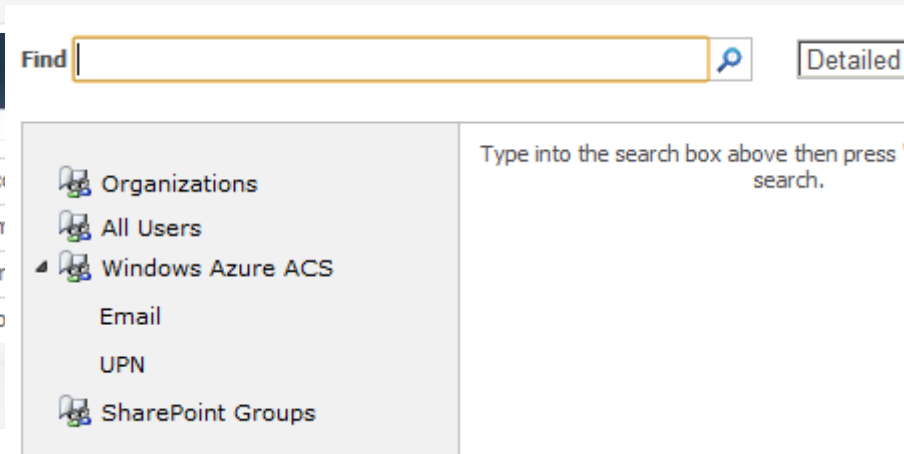 Find
Detailed
Type into the search box above then press
search.
Organizations
All Users
Windows Azure ACS
Email
UPN
SharePoint Groups